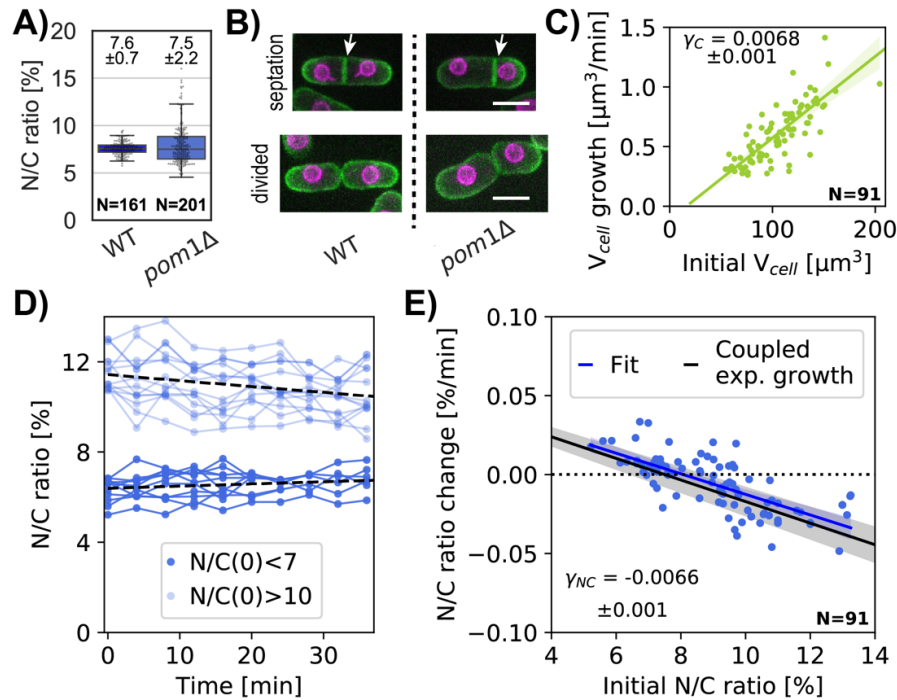 A)
N/C ratio [%]
20
15
10
5
0
7.6
±0.7
7.5
±2.2
N=161
N=201
WT
pom1Δ
B)
septation
divided
WT
pom1Δ
C)
V_cell growth [μm³/min]
1.5
1.0
0.5
0.0
γ_C = 0.0068
±0.001
N=91
0
100
200
Initial V_cell [μm³]
D)
N/C ratio [%]
12
8
4
0
N/C(0)<7
N/C(0)>10
0
10
20
30
Time [min]
E)
N/C ratio change [%/min]
0.10
0.05
0.00
−0.05
−0.10
Fit
Coupled
exp. growth
γ_NC = -0.0066
±0.001
N=91
4
6
8
10
12
14
Initial N/C ratio [%]